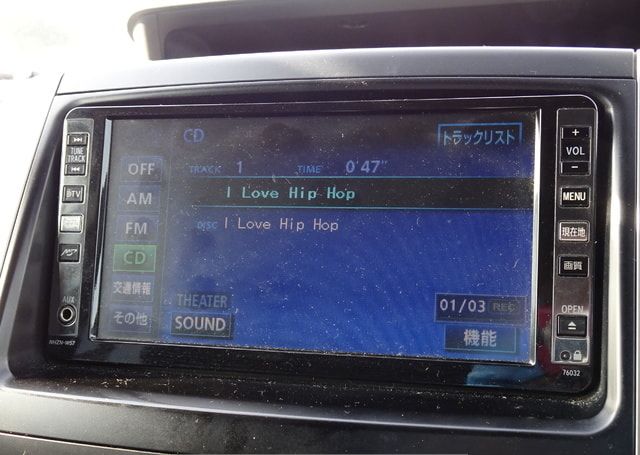 TUNE
TRACK
DTV
AUX
NHZN-W57
CD
トラックリスト
OFF
AM
FM
CD
交通情報
その他
TRACK 1 TIME 0'47"
I Love Hip Hop
DISC I Love Hip Hop
THEATER
SOUND
01/03 REC
機能
+
VOL
−
MENU
現在地
画質
OPEN
76032